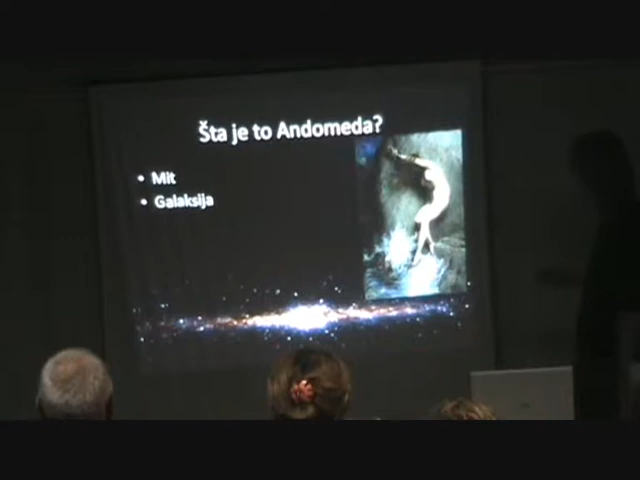 Šta je to Andomeda?
• Mit
• Galaksija